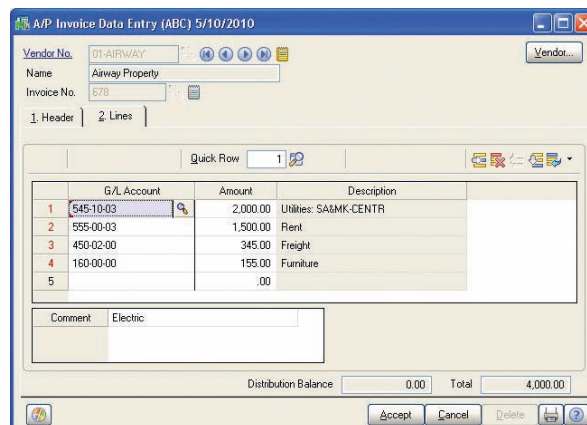 A/P Invoice Data Entry (ABC) 5/10/2010
Vendor No. 01-AIRWAY Vendor...
Name Airway Property
Invoice No. 678
1. Header 2. Lines
Quick Row 1
G/L Account Amount Description
1 545-10-03 2,000.00 Utilities: SA&MK-CENTR
2 555-00-03 1,500.00 Rent
3 450-02-00 345.00 Freight
4 160-00-00 155.00 Furniture
5 .00
Comment Electric
Distribution Balance 0.00 Total 4,000.00
Accept Cancel Delete